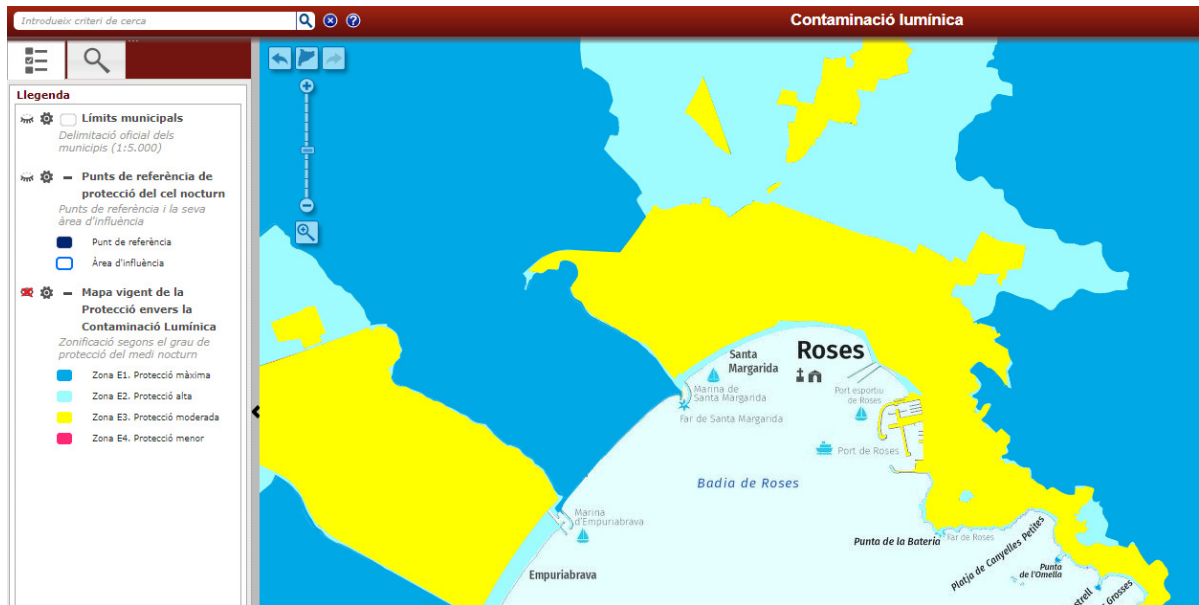 Introdueix criteri de cerca
Contaminació lumínica
Llegenda
Límits municipals
Delimitació oficial dels
municipis (1:5.000)
Punts de referència de
protecció del cel nocturn
Punts de referència i la seva
àrea d'influència
Punt de referència
Àrea d'influència
Mapa vigent de la
Protecció envers la
Contaminació Lumínica
Zonificació segons el grau de
protecció del medi nocturn
Zona E1. Protecció màxima
Zona E2. Protecció alta
Zona E3. Protecció moderada
Zona E4. Protecció menor
Santa
Margarida
Roses
Marina de
Santa Margarida
Far de Santa Margarida
Port esportiu
de Roses
Port de Roses
Badia de Roses
Marina
d'Empuriabrava
Empuriabrava
Punta de la Bateria
Far de Roses
Platja de Canyelles Petites
Punta
de l'Omella
Grosses